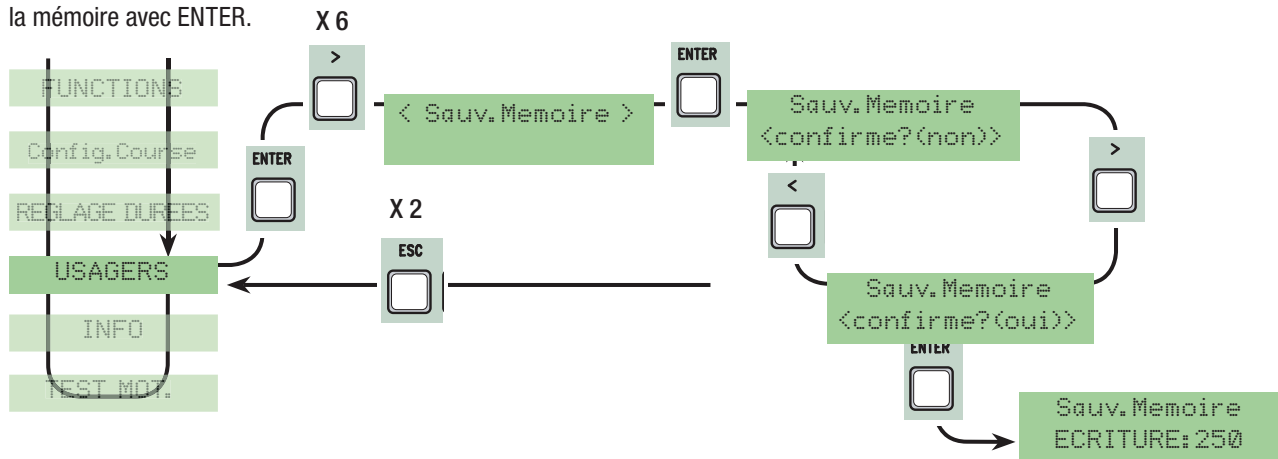 la mémoire avec ENTER.
X 6
>
ENTER
FUNCTIONS
< Sauv.Memoire >
Sauv.Memoire
<confirme?(non)>
Config.Course
ENTER
>
<
REGLAGE DUREES
X 2
ESC
USAGERS
Sauv.Memoire
<confirme?(oui)>
INFO
ENTER
TEST MOT.
Sauv.Memoire
ECRITURE:250